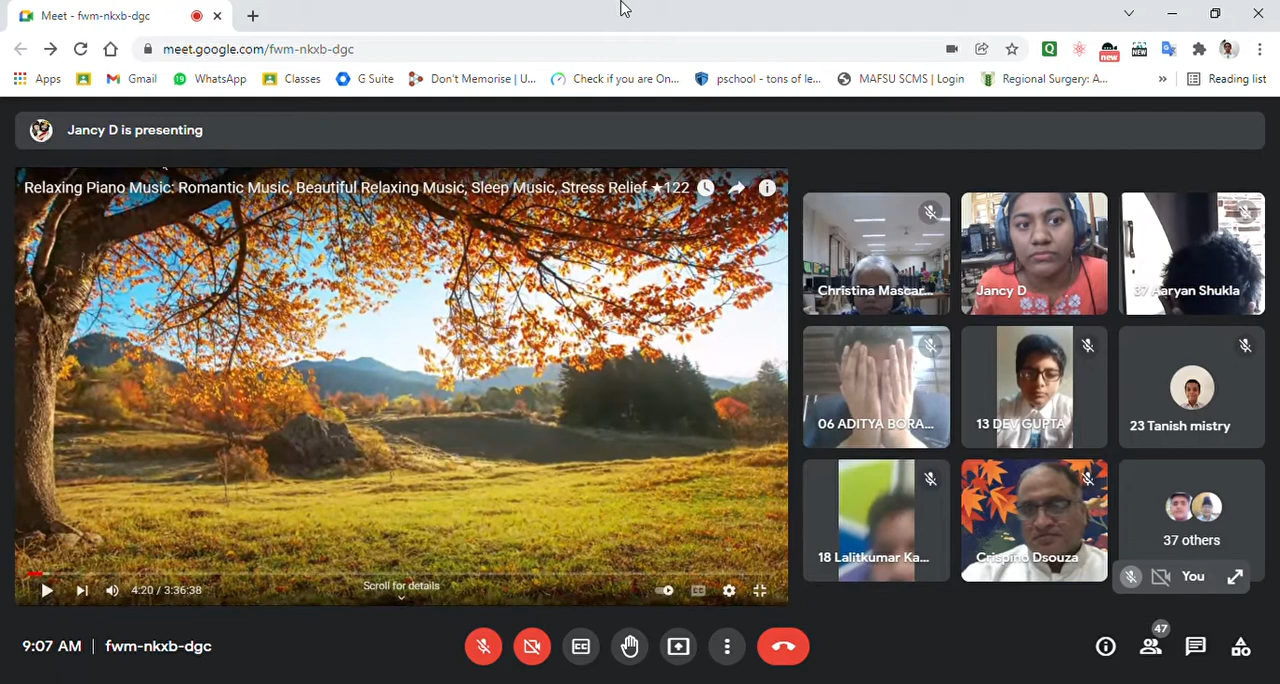 Meet - fwm-nkxb-dgc
meet.google.com/fwm-nkxb-dgc
Q
new
NEW
Apps
Gmail
WhatsApp
Classes
G Suite
Don't Memorise | U...
Check if you are On...
pschool - tons of le...
MAFSU SCMS | Login
Regional Surgery: A...
»
Reading list
Jancy D is presenting
Relaxing Piano Music: Romantic Music, Beautiful Relaxing Music, Sleep Music, Stress Relief ★122
Christina Mascar...
Jancy D
37 Aaryan Shukla
06 ADITYA BORA...
13 DEV GUPTA
23 Tanish mistry
18 Lalitkumar Ka...
Crispino Dsouza
37 others
You
4:20 / 3:36:38
Scroll for details
CC
9:07 AM | fwm-nkxb-dgc
47